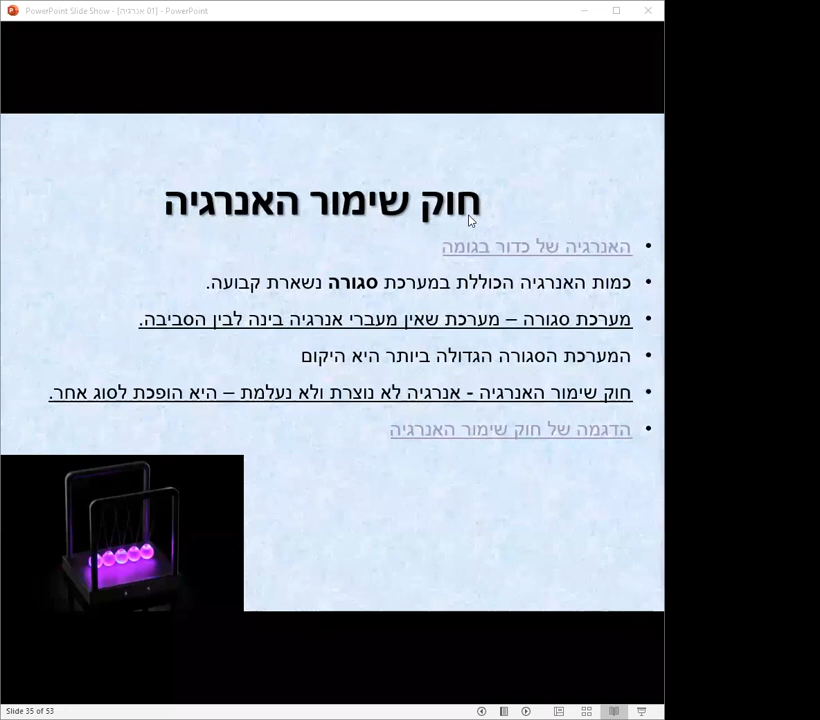 PowerPoint Slide Show - [01 אנרגיה] - PowerPoint
חוק שימור האנרגיה
• האנרגיה של כדור בגומה
• כמות האנרגיה הכוללת במערכת סגורה נשארת קבועה.
• מערכת סגורה – מערכת שאין מעברי אנרגיה בינה לבין הסביבה.
• המערכת הסגורה הגדולה ביותר היא היקום
• חוק שימור האנרגיה - אנרגיה לא נוצרת ולא נעלמת – היא הופכת לסוג אחר.
• הדגמה של חוק שימור האנרגיה
Slide 35 of 53